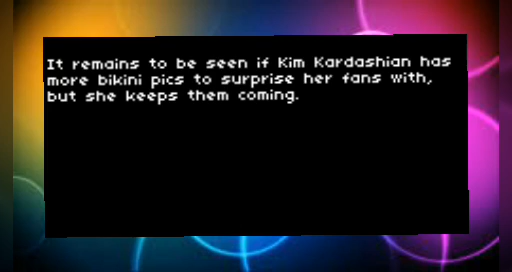 It remains to be seen if Kim Kardashian has
more bikini pics to surprise her fans with,
but she keeps them coming.